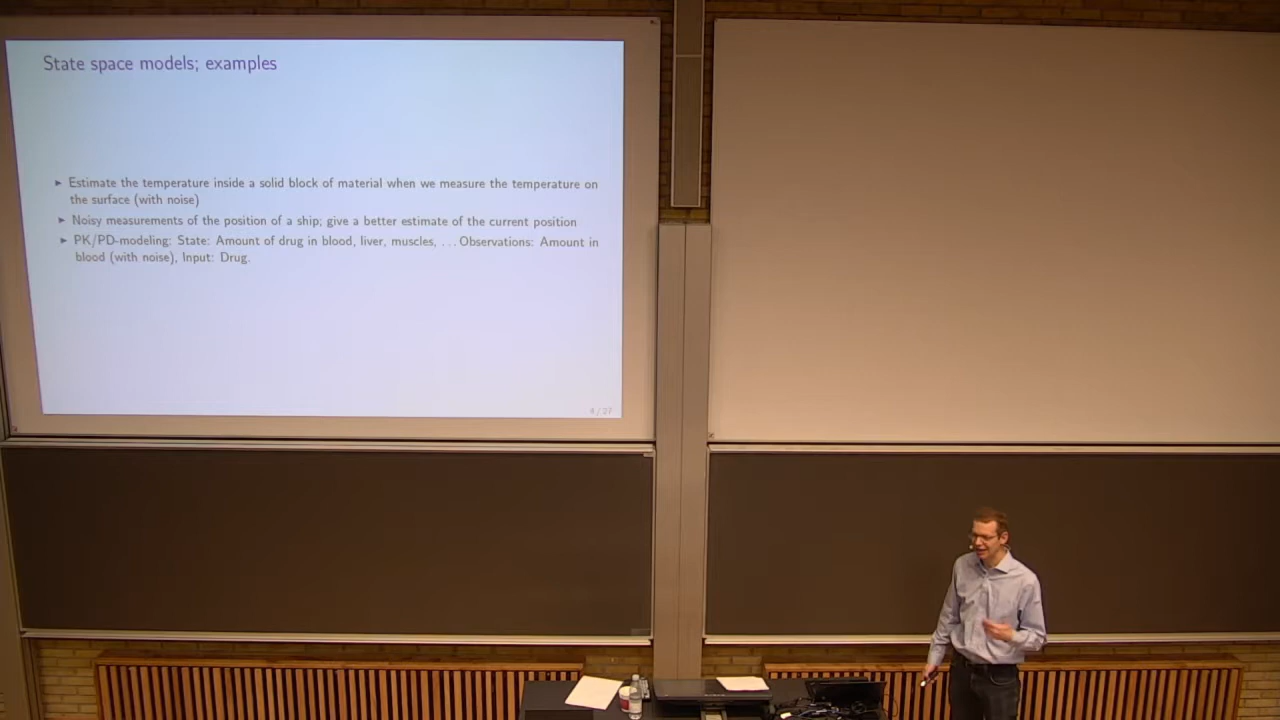 State space models; examples
▶ Estimate the temperature inside a solid block of material when we measure the temperature on
the surface (with noise)
▶ Noisy measurements of the position of a ship; give a better estimate of the current position
▶ PK/PD-modeling: State: Amount of drug in blood, liver, muscles, ... Observations: Amount in
blood (with noise), Input: Drug.
4 / 27